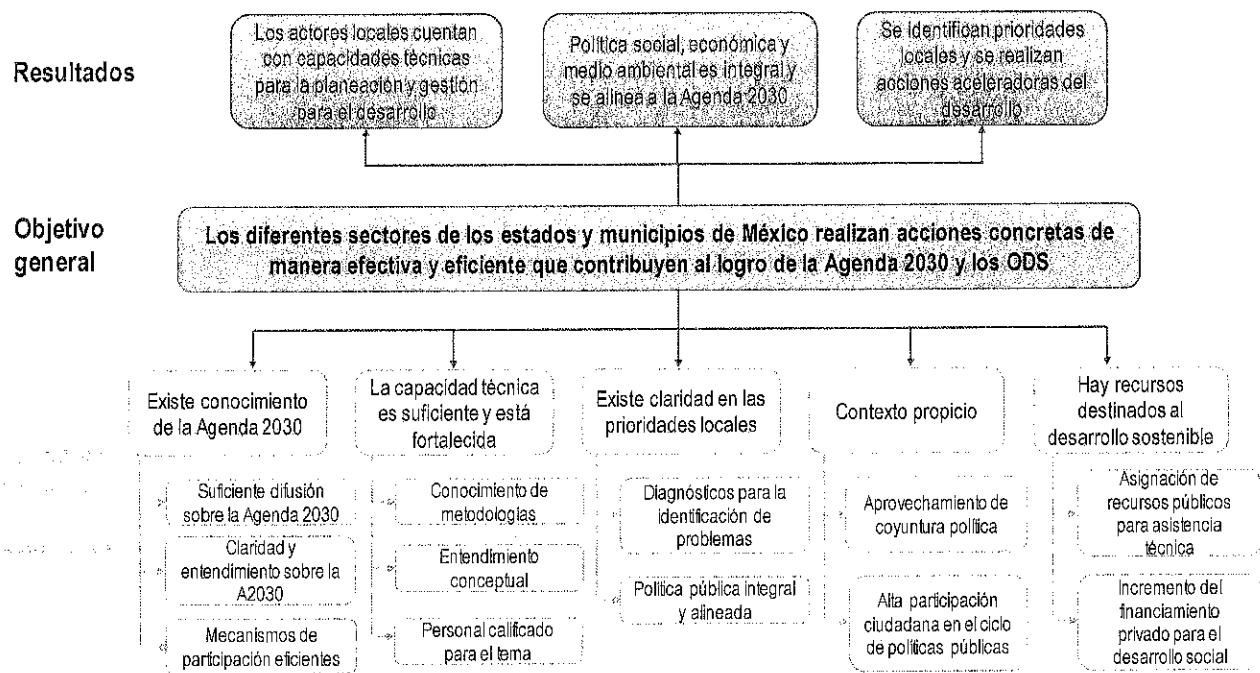 Resultados
Los actores locales cuentan
con capacidades técnicas
para la planeación y gestión
para el desarrollo
Política social, económica y
medio ambiental es integral y
se alinea a la Agenda 2030
Se identifican prioridades
locales y se realizan
acciones aceleradoras del
desarrollo
Objetivo
general
Los diferentes sectores de los estados y municipios de México realizan acciones concretas de
manera efectiva y eficiente que contribuyen al logro de la Agenda 2030 y los ODS
Existe conocimiento
de la Agenda 2030
Suficiente difusión
sobre la Agenda 2030
Claridad y
entendimiento sobre la
A2030
Mecanismos de
participación eficientes
La capacidad técnica
es suficiente y está
fortalecida
Conocimiento de
metodologías
Entendimiento
conceptual
Personal calificado
para el tema
Existe claridad en las
prioridades locales
Diagnósticos para la
identificación de
problemas
Política pública integral
y alineada
Contexto propicio
Aprovechamiento de
coyuntura política
Alta participación
ciudadana en el ciclo
de políticas públicas
Hay recursos
destinados al
desarrollo sostenible
Asignación de
recursos públicos
para asistencia
técnica
Incremento del
financiamiento
privado para el
desarrollo social